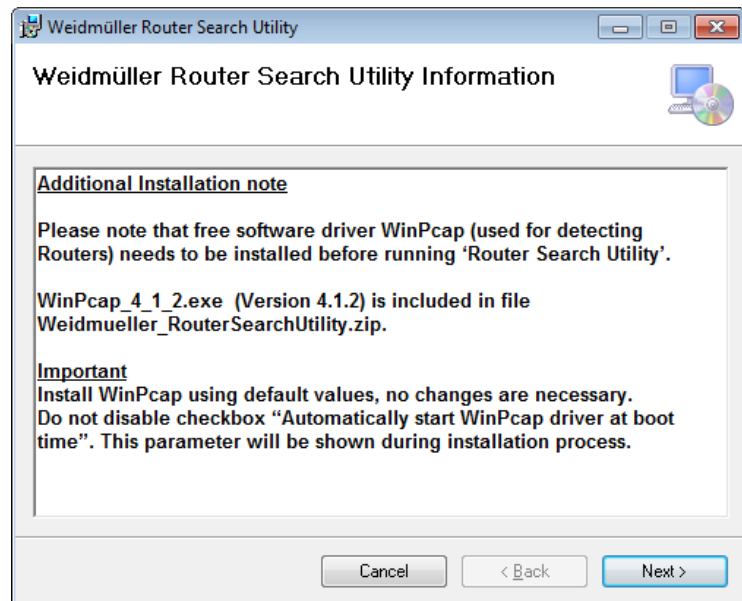 Weidmüller Router Search Utility
Weidmüller Router Search Utility Information
Additional Installation note
Please note that free software driver WinPcap (used for detecting
Routers) needs to be installed before running ‘Router Search Utility’.
WinPcap_4_1_2.exe  (Version 4.1.2) is included in file
Weidmueller_RouterSearchUtility.zip.
Important
Install WinPcap using default values, no changes are necessary.
Do not disable checkbox “Automatically start WinPcap driver at boot
time”. This parameter will be shown during installation process.
Cancel
< Back
Next >